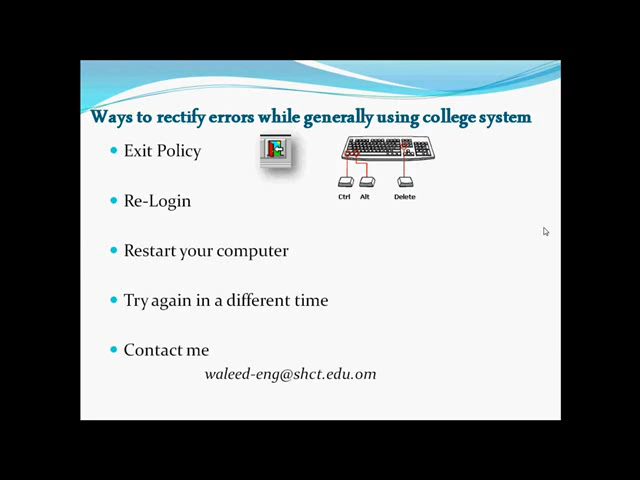 Ways to rectify errors while generally using college system
Exit Policy
Ctrl Alt Delete
Re-Login
Restart your computer
Try again in a different time
Contact me
waleed-eng@shct.edu.om